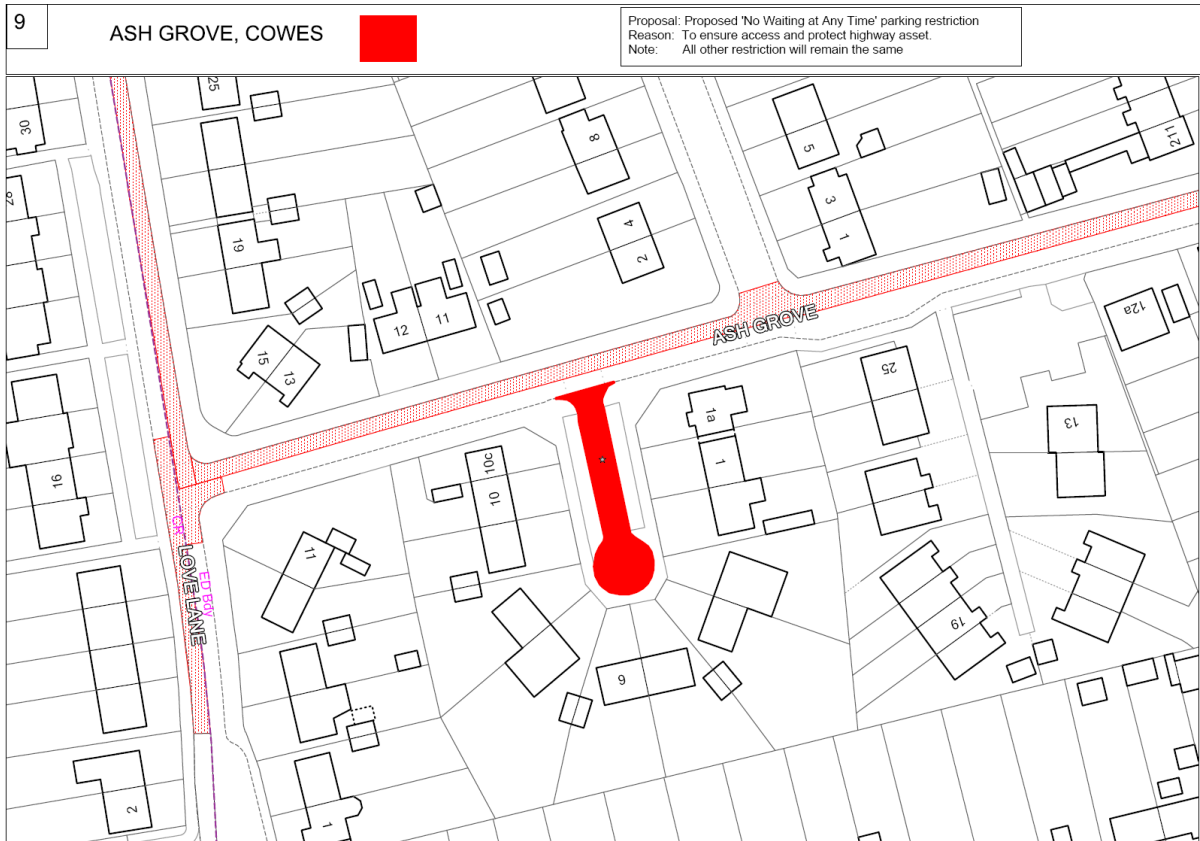 9
ASH GROVE, COWES
Proposal: Proposed 'No Waiting at Any Time' parking restriction
Reason: To ensure access and protect highway asset.
Note: All other restriction will remain the same
25
30
8
5
211
3
1
4
2
19
12
11
12a
ASH GROVE
15
13
25
1a
13
1
10c
10
16
11
CR
LOVE LANE
ED Bdy
19
9
2
1